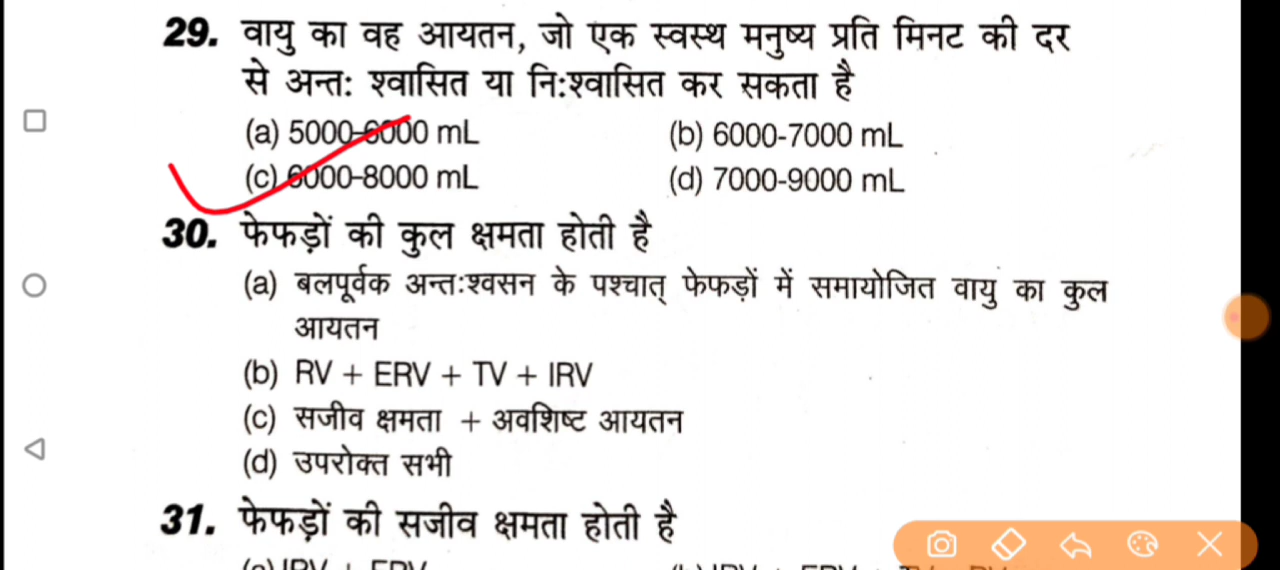 29. वायु का वह आयतन, जो एक स्वस्थ मनुष्य प्रति मिनट की दर
से अन्तः श्वासित या निःश्वासित कर सकता है
(a) 5000-6000 mL (b) 6000-7000 mL
(c) 6000-8000 mL (d) 7000-9000 mL
30. फेफड़ों की कुल क्षमता होती है
(a) बलपूर्वक अन्तःश्वसन के पश्चात् फेफड़ों में समायोजित वायु का कुल
आयतन
(b) RV + ERV + TV + IRV
(c) सजीव क्षमता + अवशिष्ट आयतन
(d) उपरोक्त सभी
31. फेफड़ों की सजीव क्षमता होती है